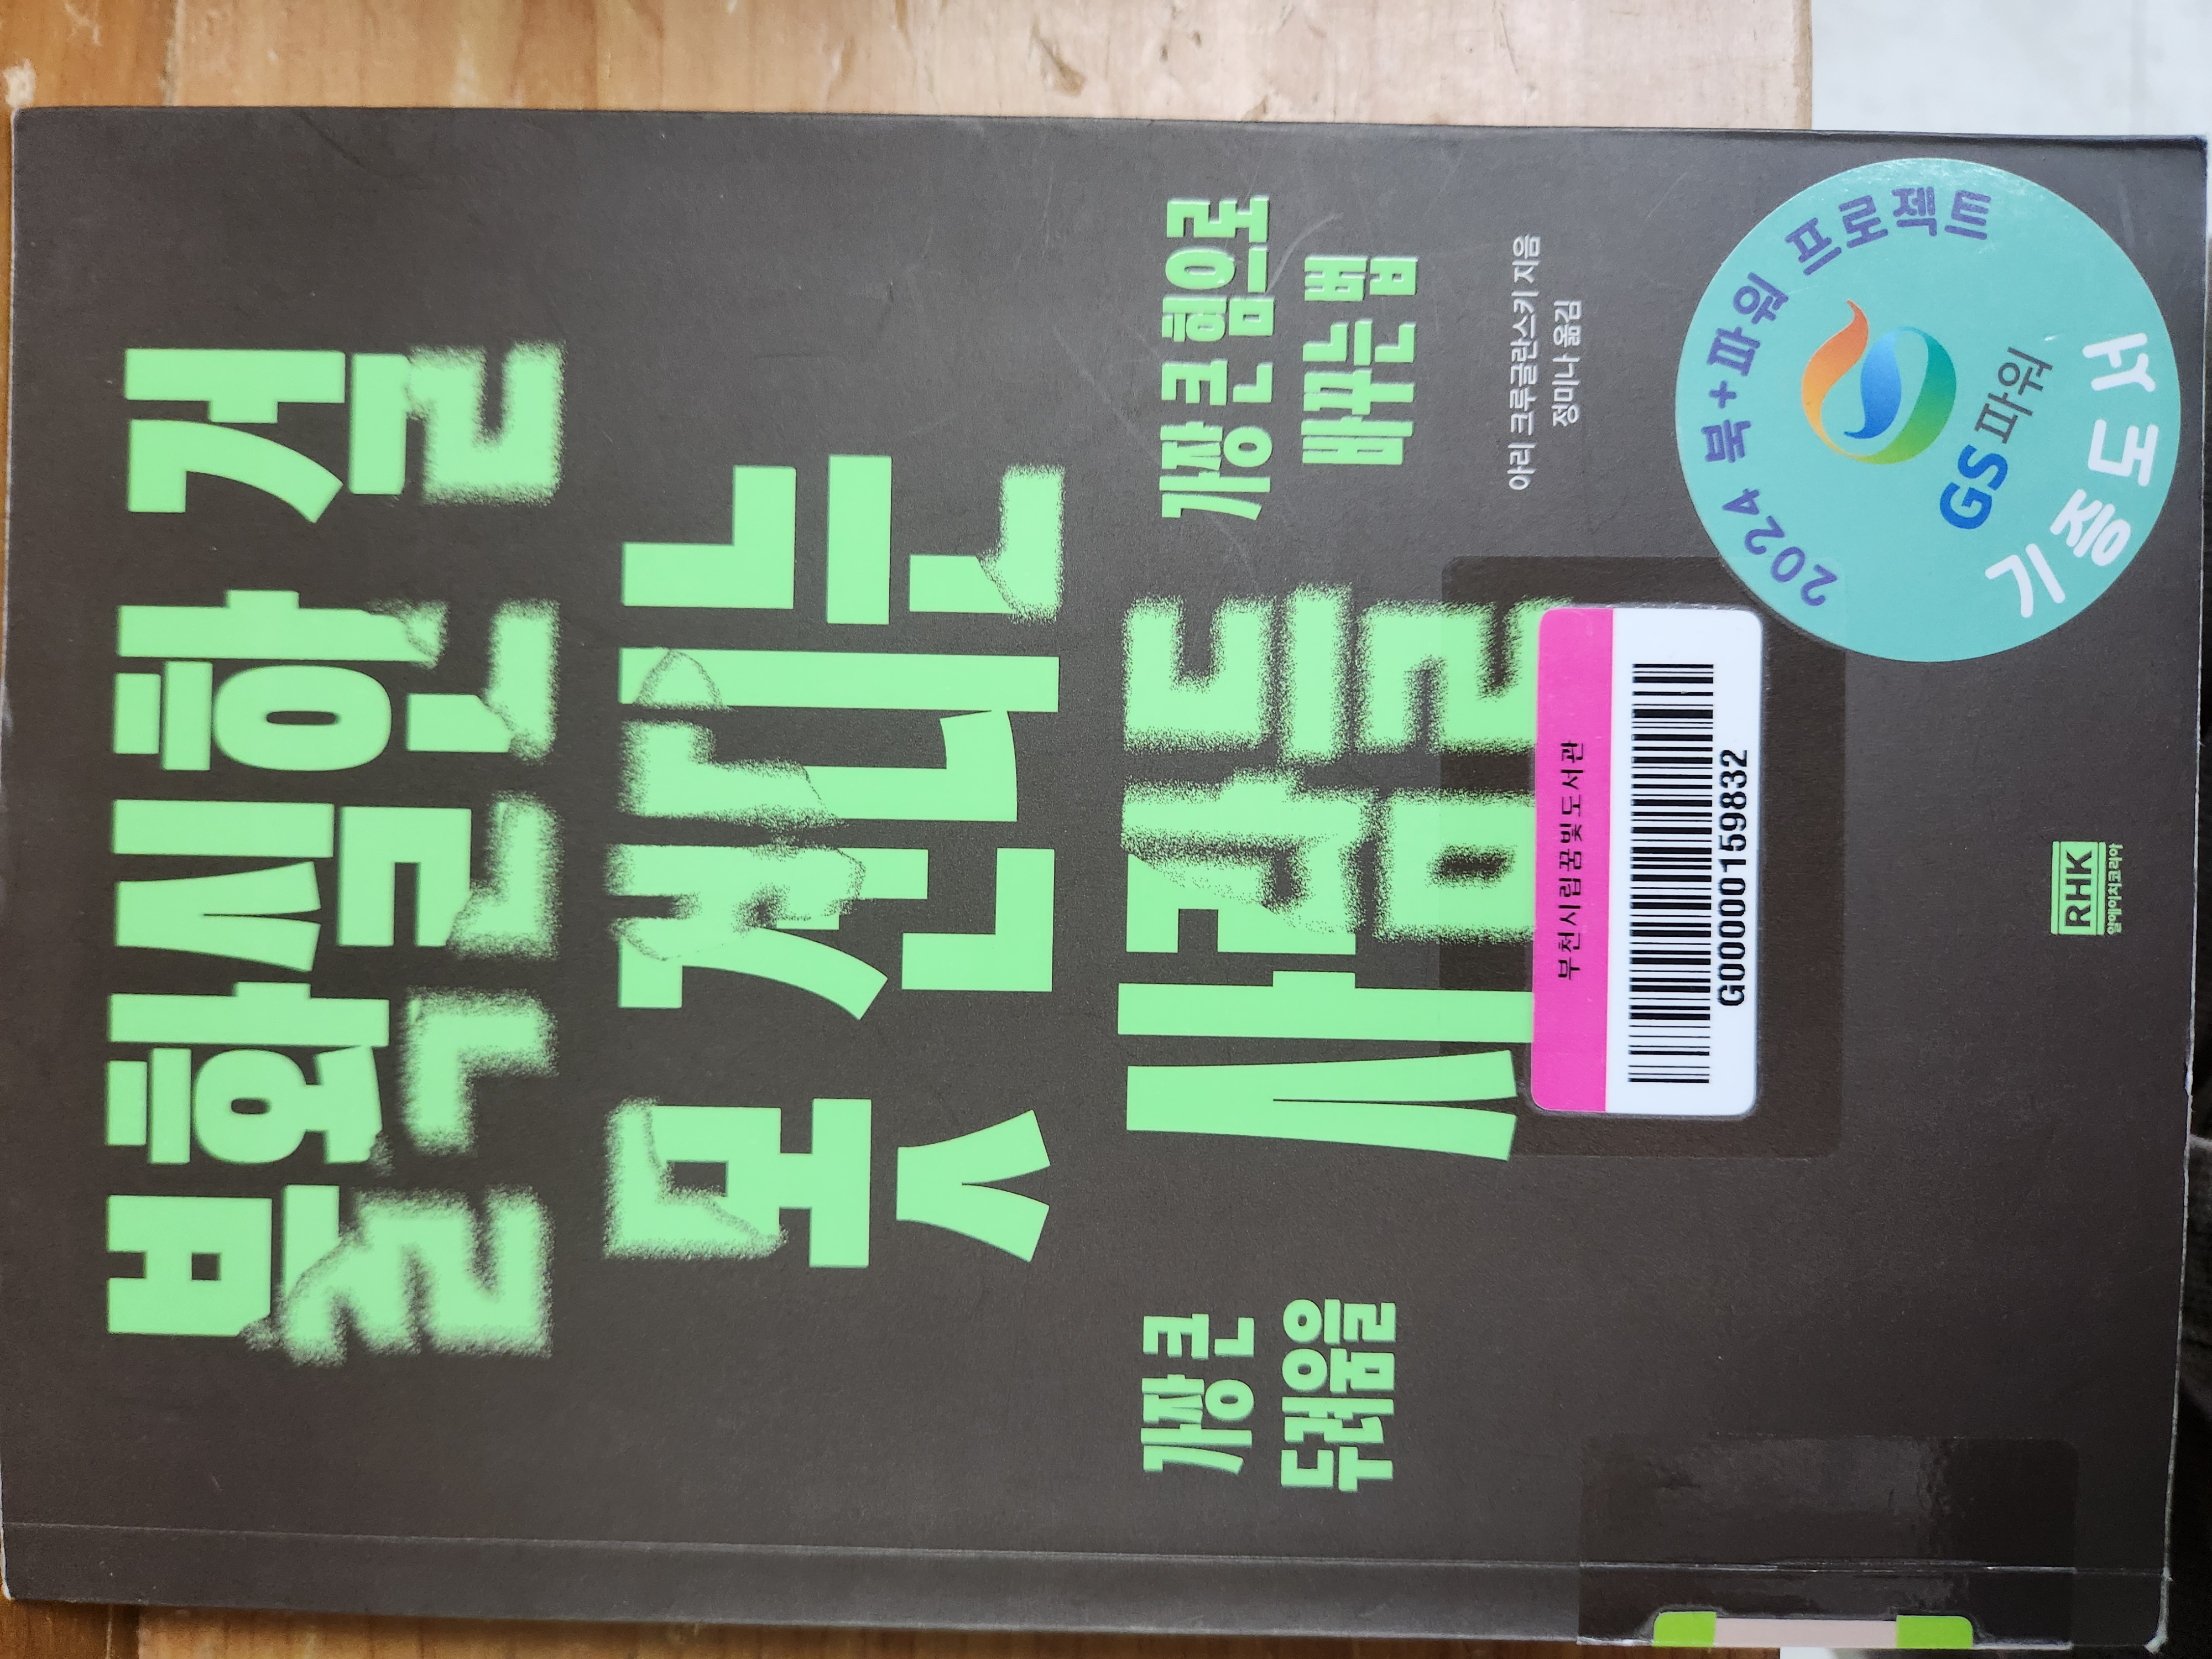 불확실한 걸
못 견디는
사람들
가장 큰
두려움을
가장 큰 힘으로
바꾸는 법
아리 크루글란스키 지음
정미나 옮김
부천시립꿈빛도서관
G0000159832
2024 북+파워 프로젝트
GS파워
기증도서
RHK
알에이치코리아